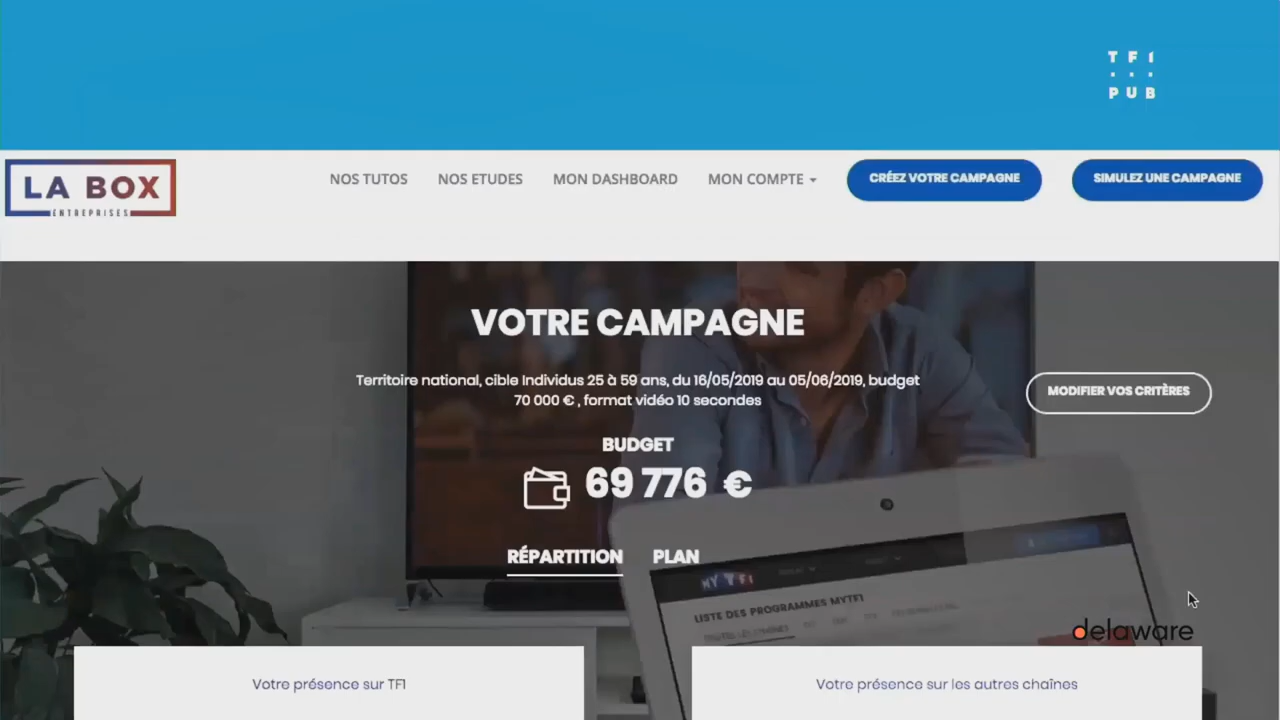 TF1
PUB
LA BOX
ENTREPRISES
NOS TUTOS
NOS ETUDES
MON DASHBOARD
MON COMPTE
CRÉEZ VOTRE CAMPAGNE
SIMULEZ UNE CAMPAGNE
VOTRE CAMPAGNE
Territoire national, cible Individus 25 à 59 ans, du 16/05/2019 au 05/06/2019, budget
70 000 € , format vidéo 10 secondes
MODIFIER VOS CRITÈRES
BUDGET
69 776 €
RÉPARTITION
PLAN
MYTF1
LISTE DES PROGRAMMES MYTF1
delaware
Votre présence sur TF1
Votre présence sur les autres chaînes